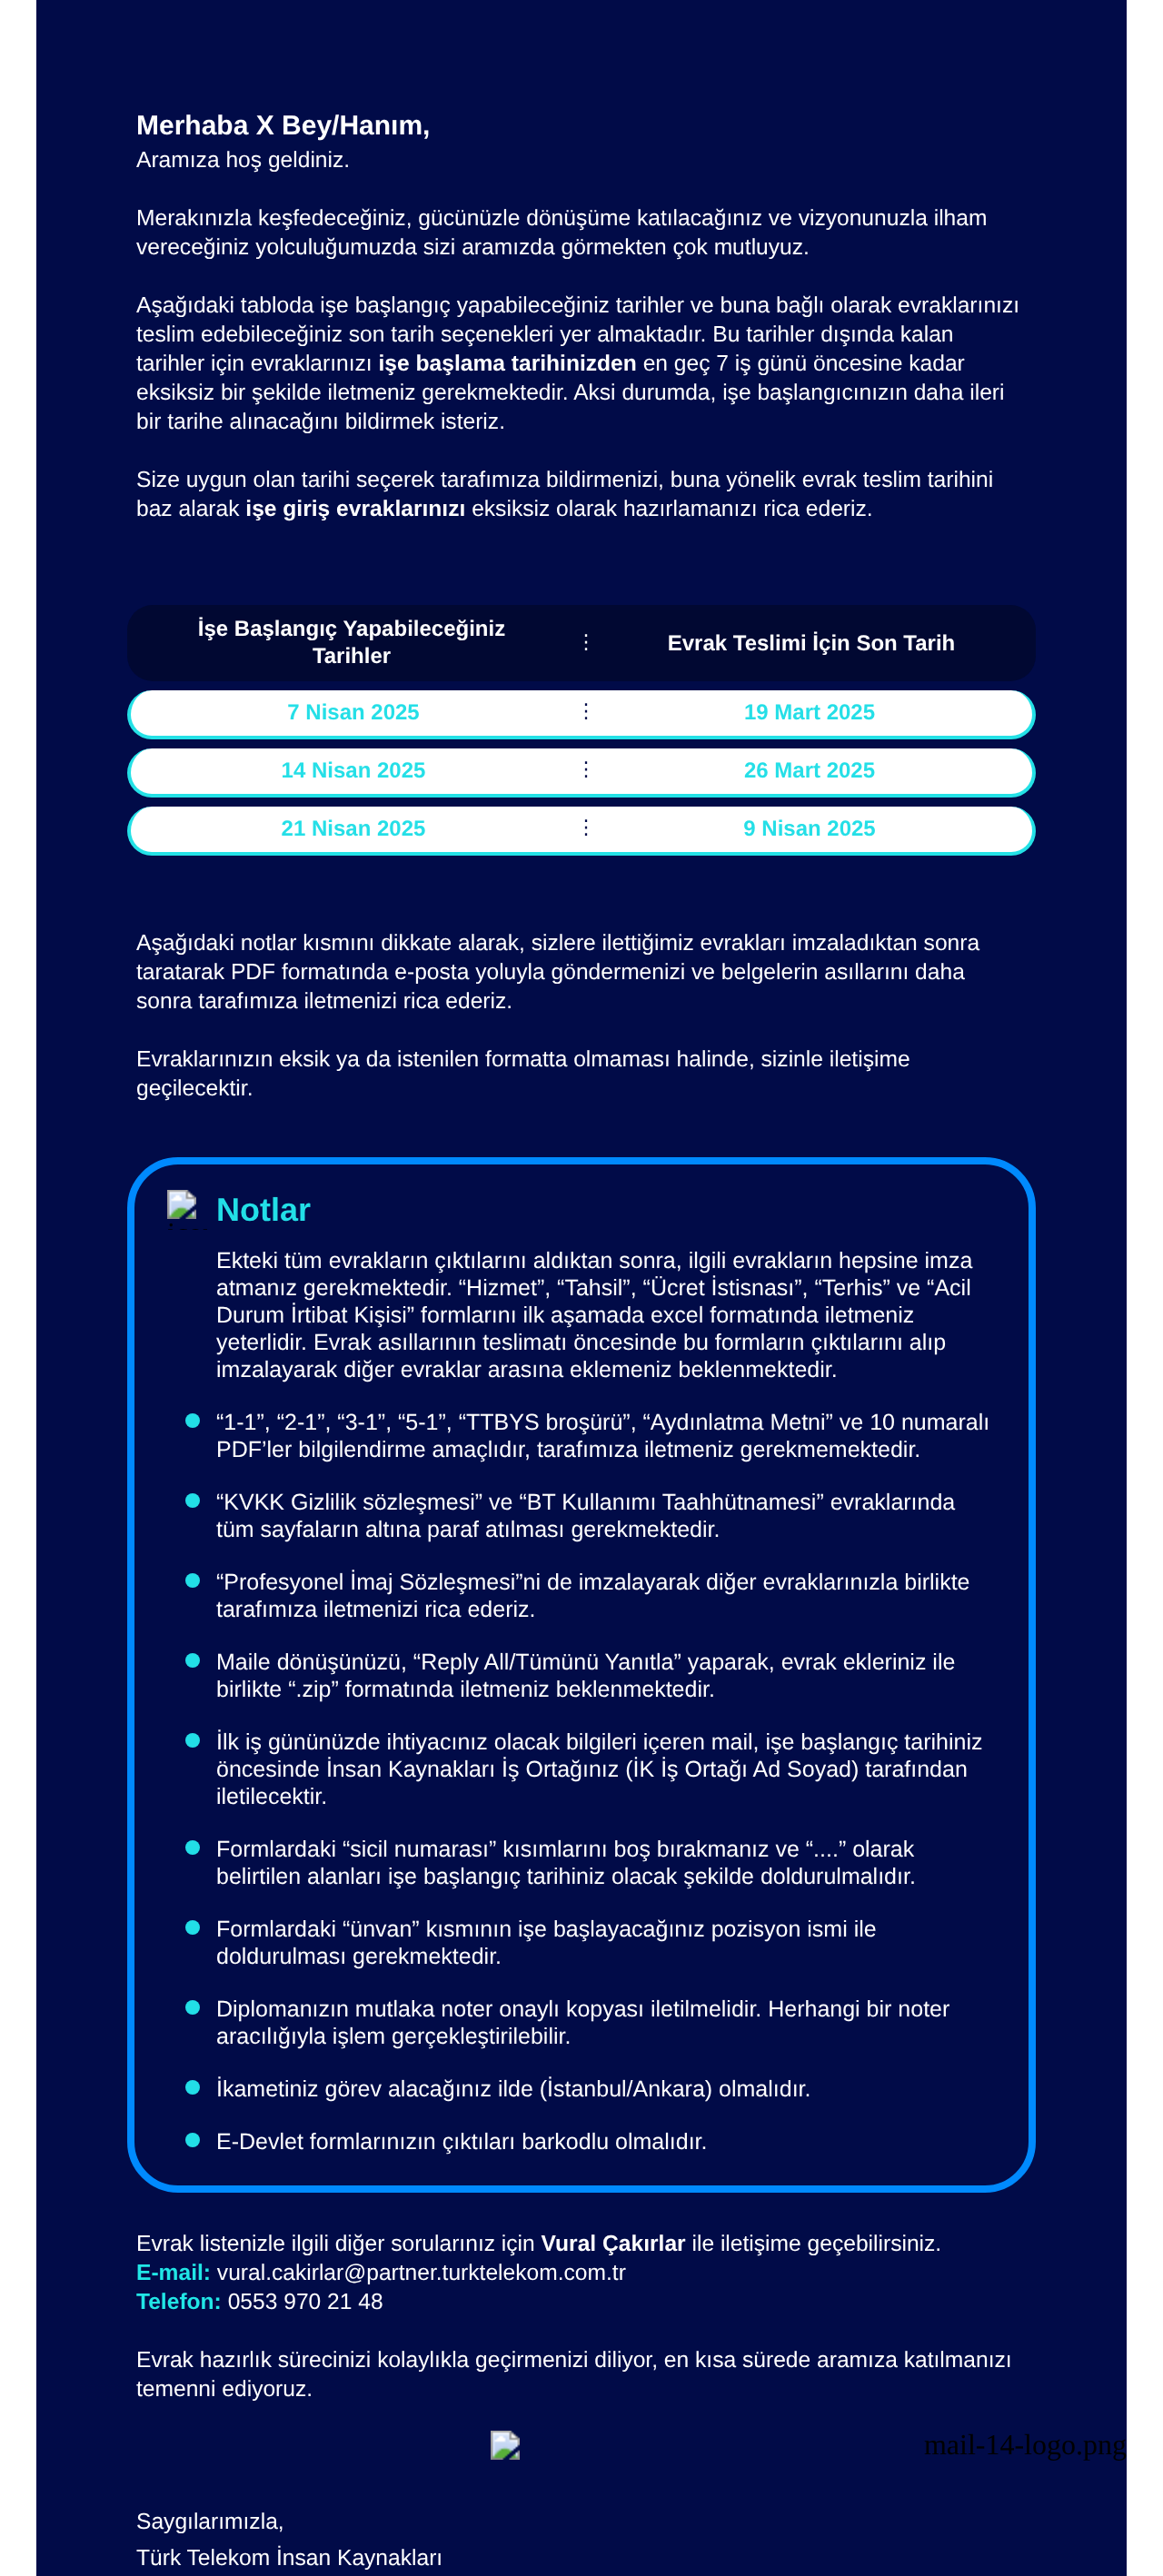 Merhaba X Bey/Hanım,
Aramıza hoş geldiniz.
Merakınızla keşfedeceğiniz, gücünüzle dönüşüme katılacağınız ve vizyonunuzla ilham
vereceğiniz yolculuğumuzda sizi aramızda görmekten çok mutluyuz.
Aşağıdaki tabloda işe başlangıç yapabileceğiniz tarihler ve buna bağlı olarak evraklarınızı
teslim edebileceğiniz son tarih seçenekleri yer almaktadır. Bu tarihler dışında kalan
tarihler için evraklarınızı işe başlama tarihinizden en geç 7 iş günü öncesine kadar
eksiksiz bir şekilde iletmeniz gerekmektedir. Aksi durumda, işe başlangıcınızın daha ileri
bir tarihe alınacağını bildirmek isteriz.
Size uygun olan tarihi seçerek tarafımıza bildirmenizi, buna yönelik evrak teslim tarihini
baz alarak işe giriş evraklarınızı eksiksiz olarak hazırlamanızı rica ederiz.
İşe Başlangıç Yapabileceğiniz
Tarihler
⋮ Evrak Teslimi İçin Son Tarih
7 Nisan 2025 ⋮ 19 Mart 2025
14 Nisan 2025 ⋮ 26 Mart 2025
21 Nisan 2025 ⋮ 9 Nisan 2025
Aşağıdaki notlar kısmını dikkate alarak, sizlere ilettiğimiz evrakları imzaladıktan sonra
taratarak PDF formatında e-posta yoluyla göndermenizi ve belgelerin asıllarını daha
sonra tarafımıza iletmenizi rica ederiz.
Evraklarınızın eksik ya da istenilen formatta olmaması halinde, sizinle iletişime
geçilecektir.
Notlar
Ekteki tüm evrakların çıktılarını aldıktan sonra, ilgili evrakların hepsine imza
atmanız gerekmektedir. “Hizmet”, “Tahsil”, “Ücret İstisnası”, “Terhis” ve “Acil
Durum İrtibat Kişisi” formlarını ilk aşamada excel formatında iletmeniz
yeterlidir. Evrak asıllarının teslimatı öncesinde bu formların çıktılarını alıp
imzalayarak diğer evraklar arasına eklemeniz beklenmektedir.
● “1-1”, “2-1”, “3-1”, “5-1”, “TTBYS broşürü”, “Aydınlatma Metni” ve 10 numaralı
PDF’ler bilgilendirme amaçlıdır, tarafımıza iletmeniz gerekmemektedir.
● “KVKK Gizlilik sözleşmesi” ve “BT Kullanımı Taahhütnamesi” evraklarında
tüm sayfaların altına paraf atılması gerekmektedir.
● “Profesyonel İmaj Sözleşmesi”ni de imzalayarak diğer evraklarınızla birlikte
tarafımıza iletmenizi rica ederiz.
● Maile dönüşünüzü, “Reply All/Tümünü Yanıtla” yaparak, evrak ekleriniz ile
birlikte “.zip” formatında iletmeniz beklenmektedir.
● İlk iş gününüzde ihtiyacınız olacak bilgileri içeren mail, işe başlangıç tarihiniz
öncesinde İnsan Kaynakları İş Ortağınız (İK İş Ortağı Ad Soyad) tarafından
iletilecektir.
● Formlardaki “sicil numarası” kısımlarını boş bırakmanız ve “....” olarak
belirtilen alanları işe başlangıç tarihiniz olacak şekilde doldurulmalıdır.
● Formlardaki “ünvan” kısmının işe başlayacağınız pozisyon ismi ile
doldurulması gerekmektedir.
● Diplomanızın mutlaka noter onaylı kopyası iletilmelidir. Herhangi bir noter
aracılığıyla işlem gerçekleştirilebilir.
● İkametiniz görev alacağınız ilde (İstanbul/Ankara) olmalıdır.
● E-Devlet formlarınızın çıktıları barkodlu olmalıdır.
Evrak listenizle ilgili diğer sorularınız için Vural Çakırlar ile iletişime geçebilirsiniz.
E-mail: vural.cakirlar@partner.turktelekom.com.tr
Telefon: 0553 970 21 48
Evrak hazırlık sürecinizi kolaylıkla geçirmenizi diliyor, en kısa sürede aramıza katılmanızı
temenni ediyoruz.
mail-14-logo.png
Saygılarımızla,
Türk Telekom İnsan Kaynakları